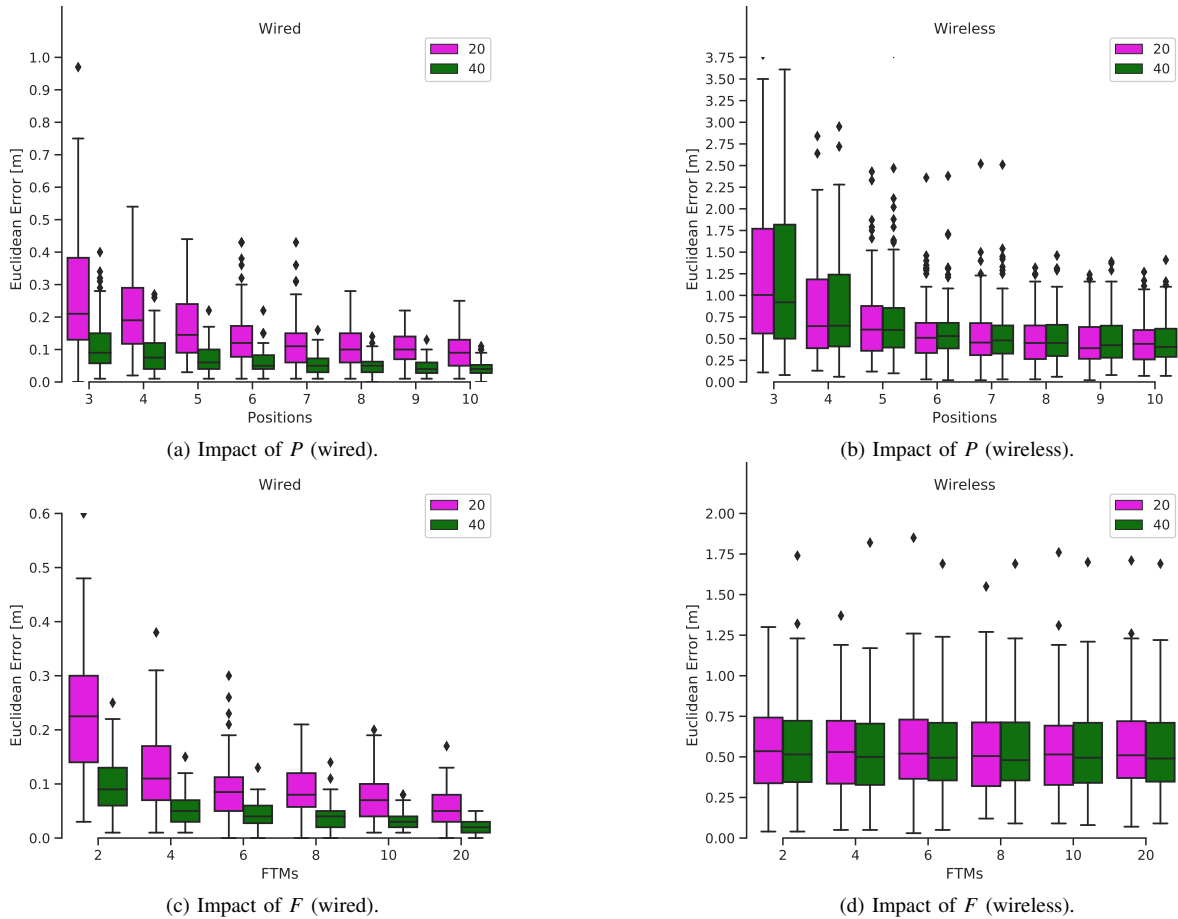 Wired
20
40
1.0
0.9
0.8
0.7
0.6
0.5
0.4
0.3
0.2
0.1
0.0
Euclidean Error [m]
3 4 5 6 7 8 9 10
Positions
(a) Impact of P (wired).
Wireless
20
40
3.75
3.50
3.25
3.00
2.75
2.50
2.25
2.00
1.75
1.50
1.25
1.00
0.75
0.50
0.25
0.00
Euclidean Error [m]
3 4 5 6 7 8 9 10
Positions
(b) Impact of P (wireless).
Wired
20
40
0.6
0.5
0.4
0.3
0.2
0.1
0.0
Euclidean Error [m]
2 4 6 8 10 20
FTMs
(c) Impact of F (wired).
Wireless
20
40
2.00
1.75
1.50
1.25
1.00
0.75
0.50
0.25
0.00
Euclidean Error [m]
2 4 6 8 10 20
FTMs
(d) Impact of F (wireless).